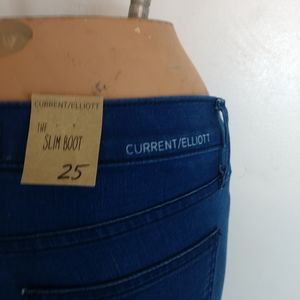 CURRENT/ELLIOTT
THE
SLIM BOOT
25
CURRENT/ELLIOTT